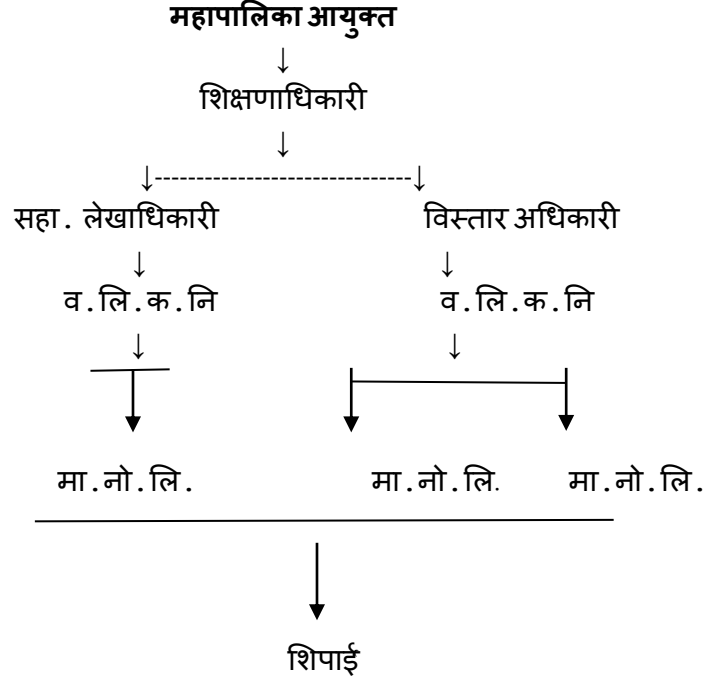 महापालिका आयुक्त
↓
शिक्षणाधिकारी
↓
↓---------------------------↓
सहा. लेखाधिकारी विस्तार अधिकारी
↓ ↓
व.लि.क.नि व.लि.क.नि
↓ ↓
मा.नो.लि. मा.नो.लि. मा.नो.लि.
शिपाई